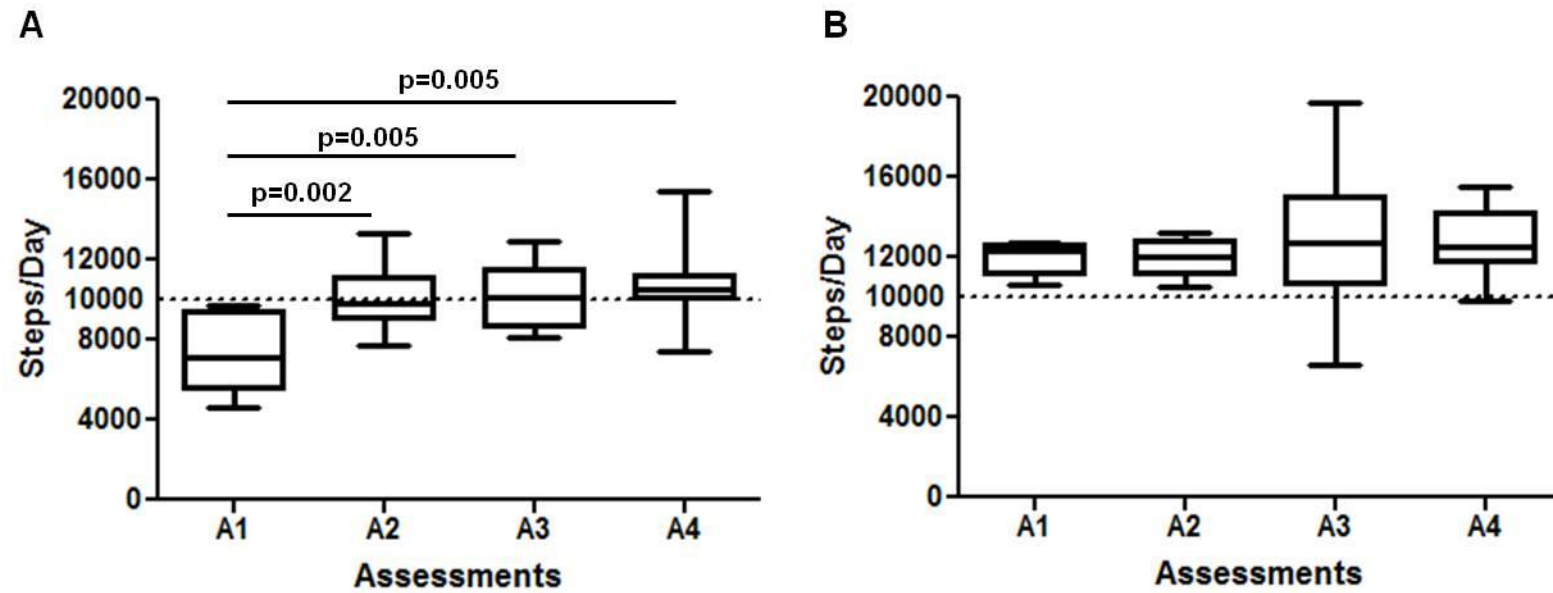 A
p=0.005
p=0.005
p=0.002
20000
16000
12000
10000
8000
4000
0
Steps/Day
A1 A2 A3 A4
Assessments
B
20000
16000
12000
10000
8000
4000
0
Steps/Day
A1 A2 A3 A4
Assessments